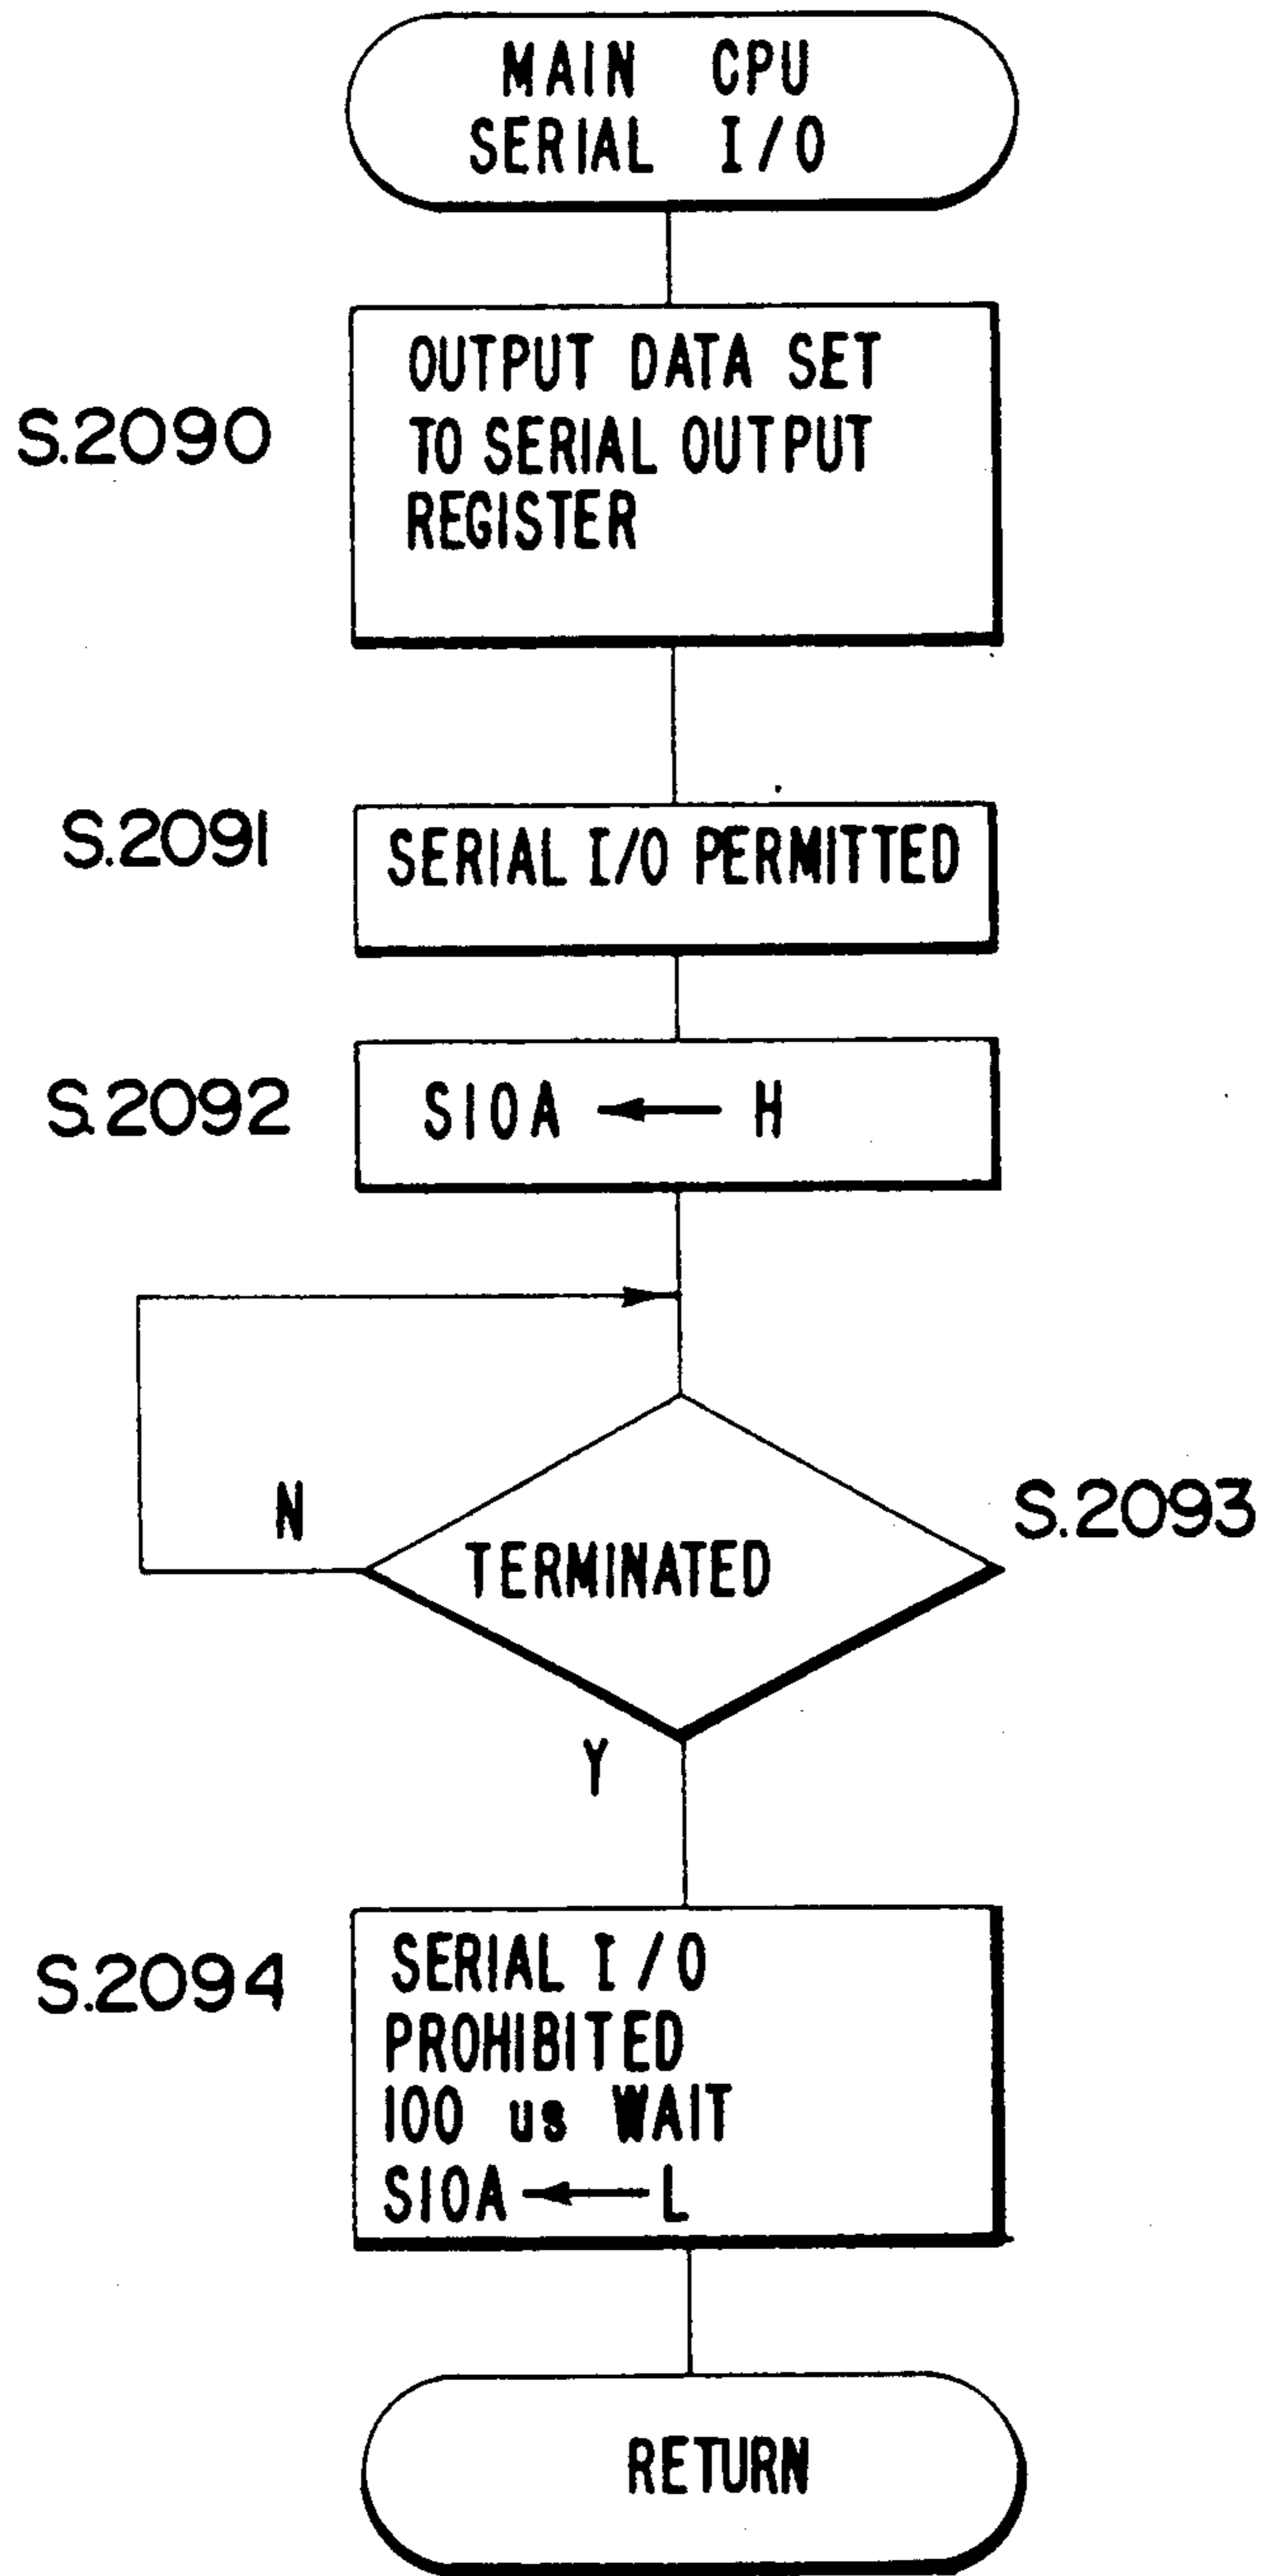 MAIN CPU
SERIAL I/O
S.2090
OUTPUT DATA SET
TO SERIAL OUTPUT
REGISTER
S.2091
SERIAL I/O PERMITTED
S.2092
SIOA ← H
N
TERMINATED
S.2093
Y
S.2094
SERIAL I/O
PROHIBITED
100 us WAIT
SIOA ← L
RETURN